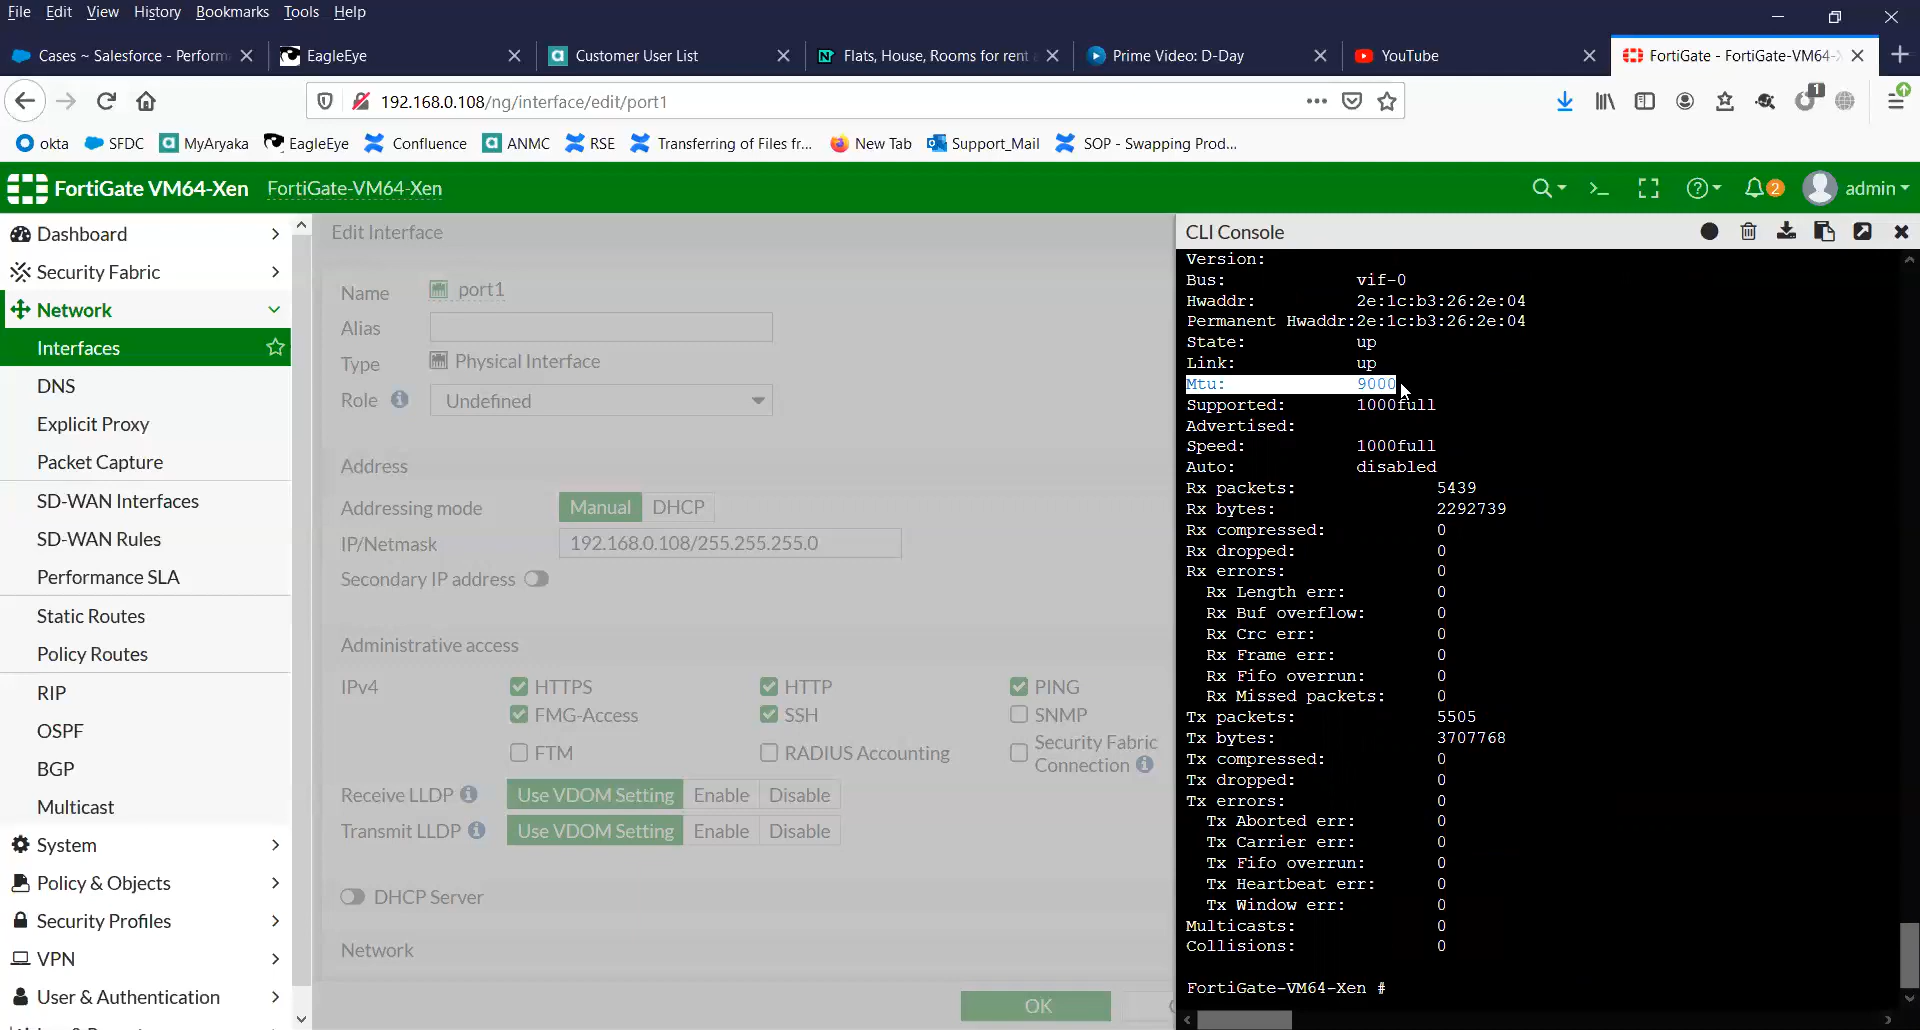 File Edit View History Bookmarks Tools Help
Cases ~ Salesforce - Perform
EagleEye
Customer User List
Flats, House, Rooms for rent
Prime Video: D-Day
YouTube
FortiGate - FortiGate-VM64-X
192.168.0.108/ng/interface/edit/port1
1
okta SFDC MyAryaka EagleEye Confluence ANMC RSE Transferring of Files fr... New Tab Support_Mail SOP - Swapping Prod...
FortiGate VM64-Xen FortiGate-VM64-Xen
2 admin
Dashboard
Security Fabric
Network
Interfaces
DNS
Explicit Proxy
Packet Capture
SD-WAN Interfaces
SD-WAN Rules
Performance SLA
Static Routes
Policy Routes
RIP
OSPF
BGP
Multicast
System
Policy & Objects
Security Profiles
VPN
User & Authentication
Edit Interface
Name port1
Alias
Type Physical Interface
Role Undefined
Address
Addressing mode Manual DHCP
IP/Netmask 192.168.0.108/255.255.255.0
Secondary IP address
Administrative access
IPv4 HTTPS HTTP PING
FMG-Access SSH SNMP
FTM RADIUS Accounting Security Fabric
Connection
Receive LLDP Use VDOM Setting Enable Disable
Transmit LLDP Use VDOM Setting Enable Disable
DHCP Server
Network
OK
CLI Console
Version:
Bus: vif-0
Hwaddr: 2e:1c:b3:26:2e:04
Permanent Hwaddr:2e:1c:b3:26:2e:04
State: up
Link: up
Mtu: 9000
Supported: 1000full
Advertised:
Speed: 1000full
Auto: disabled
Rx packets: 5439
Rx bytes: 2292739
Rx compressed: 0
Rx dropped: 0
Rx errors: 0
Rx Length err: 0
Rx Buf overflow: 0
Rx Crc err: 0
Rx Frame err: 0
Rx Fifo overrun: 0
Rx Missed packets: 0
Tx packets: 5505
Tx bytes: 3707768
Tx compressed: 0
Tx dropped: 0
Tx errors: 0
Tx Aborted err: 0
Tx Carrier err: 0
Tx Fifo overrun: 0
Tx Heartbeat err: 0
Tx Window err: 0
Multicasts: 0
Collisions: 0
FortiGate-VM64-Xen #